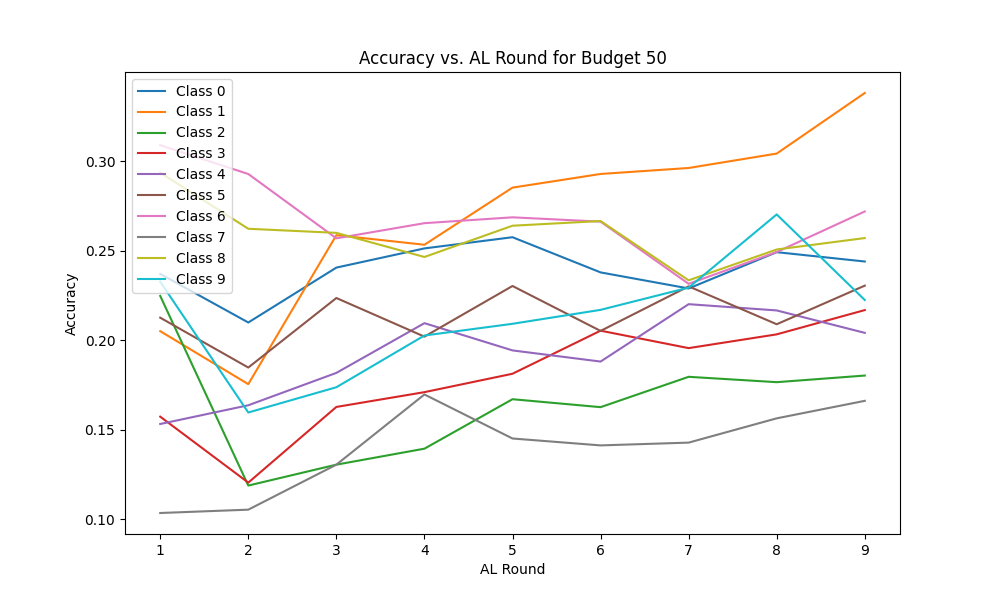 Accuracy vs. AL Round for Budget 50
Class 0
Class 1
Class 2
Class 3
Class 4
Class 5
Class 6
Class 7
Class 8
Class 9
Accuracy
0.30
0.25
0.20
0.15
0.10
1 2 3 4 5 6 7 8 9
AL Round